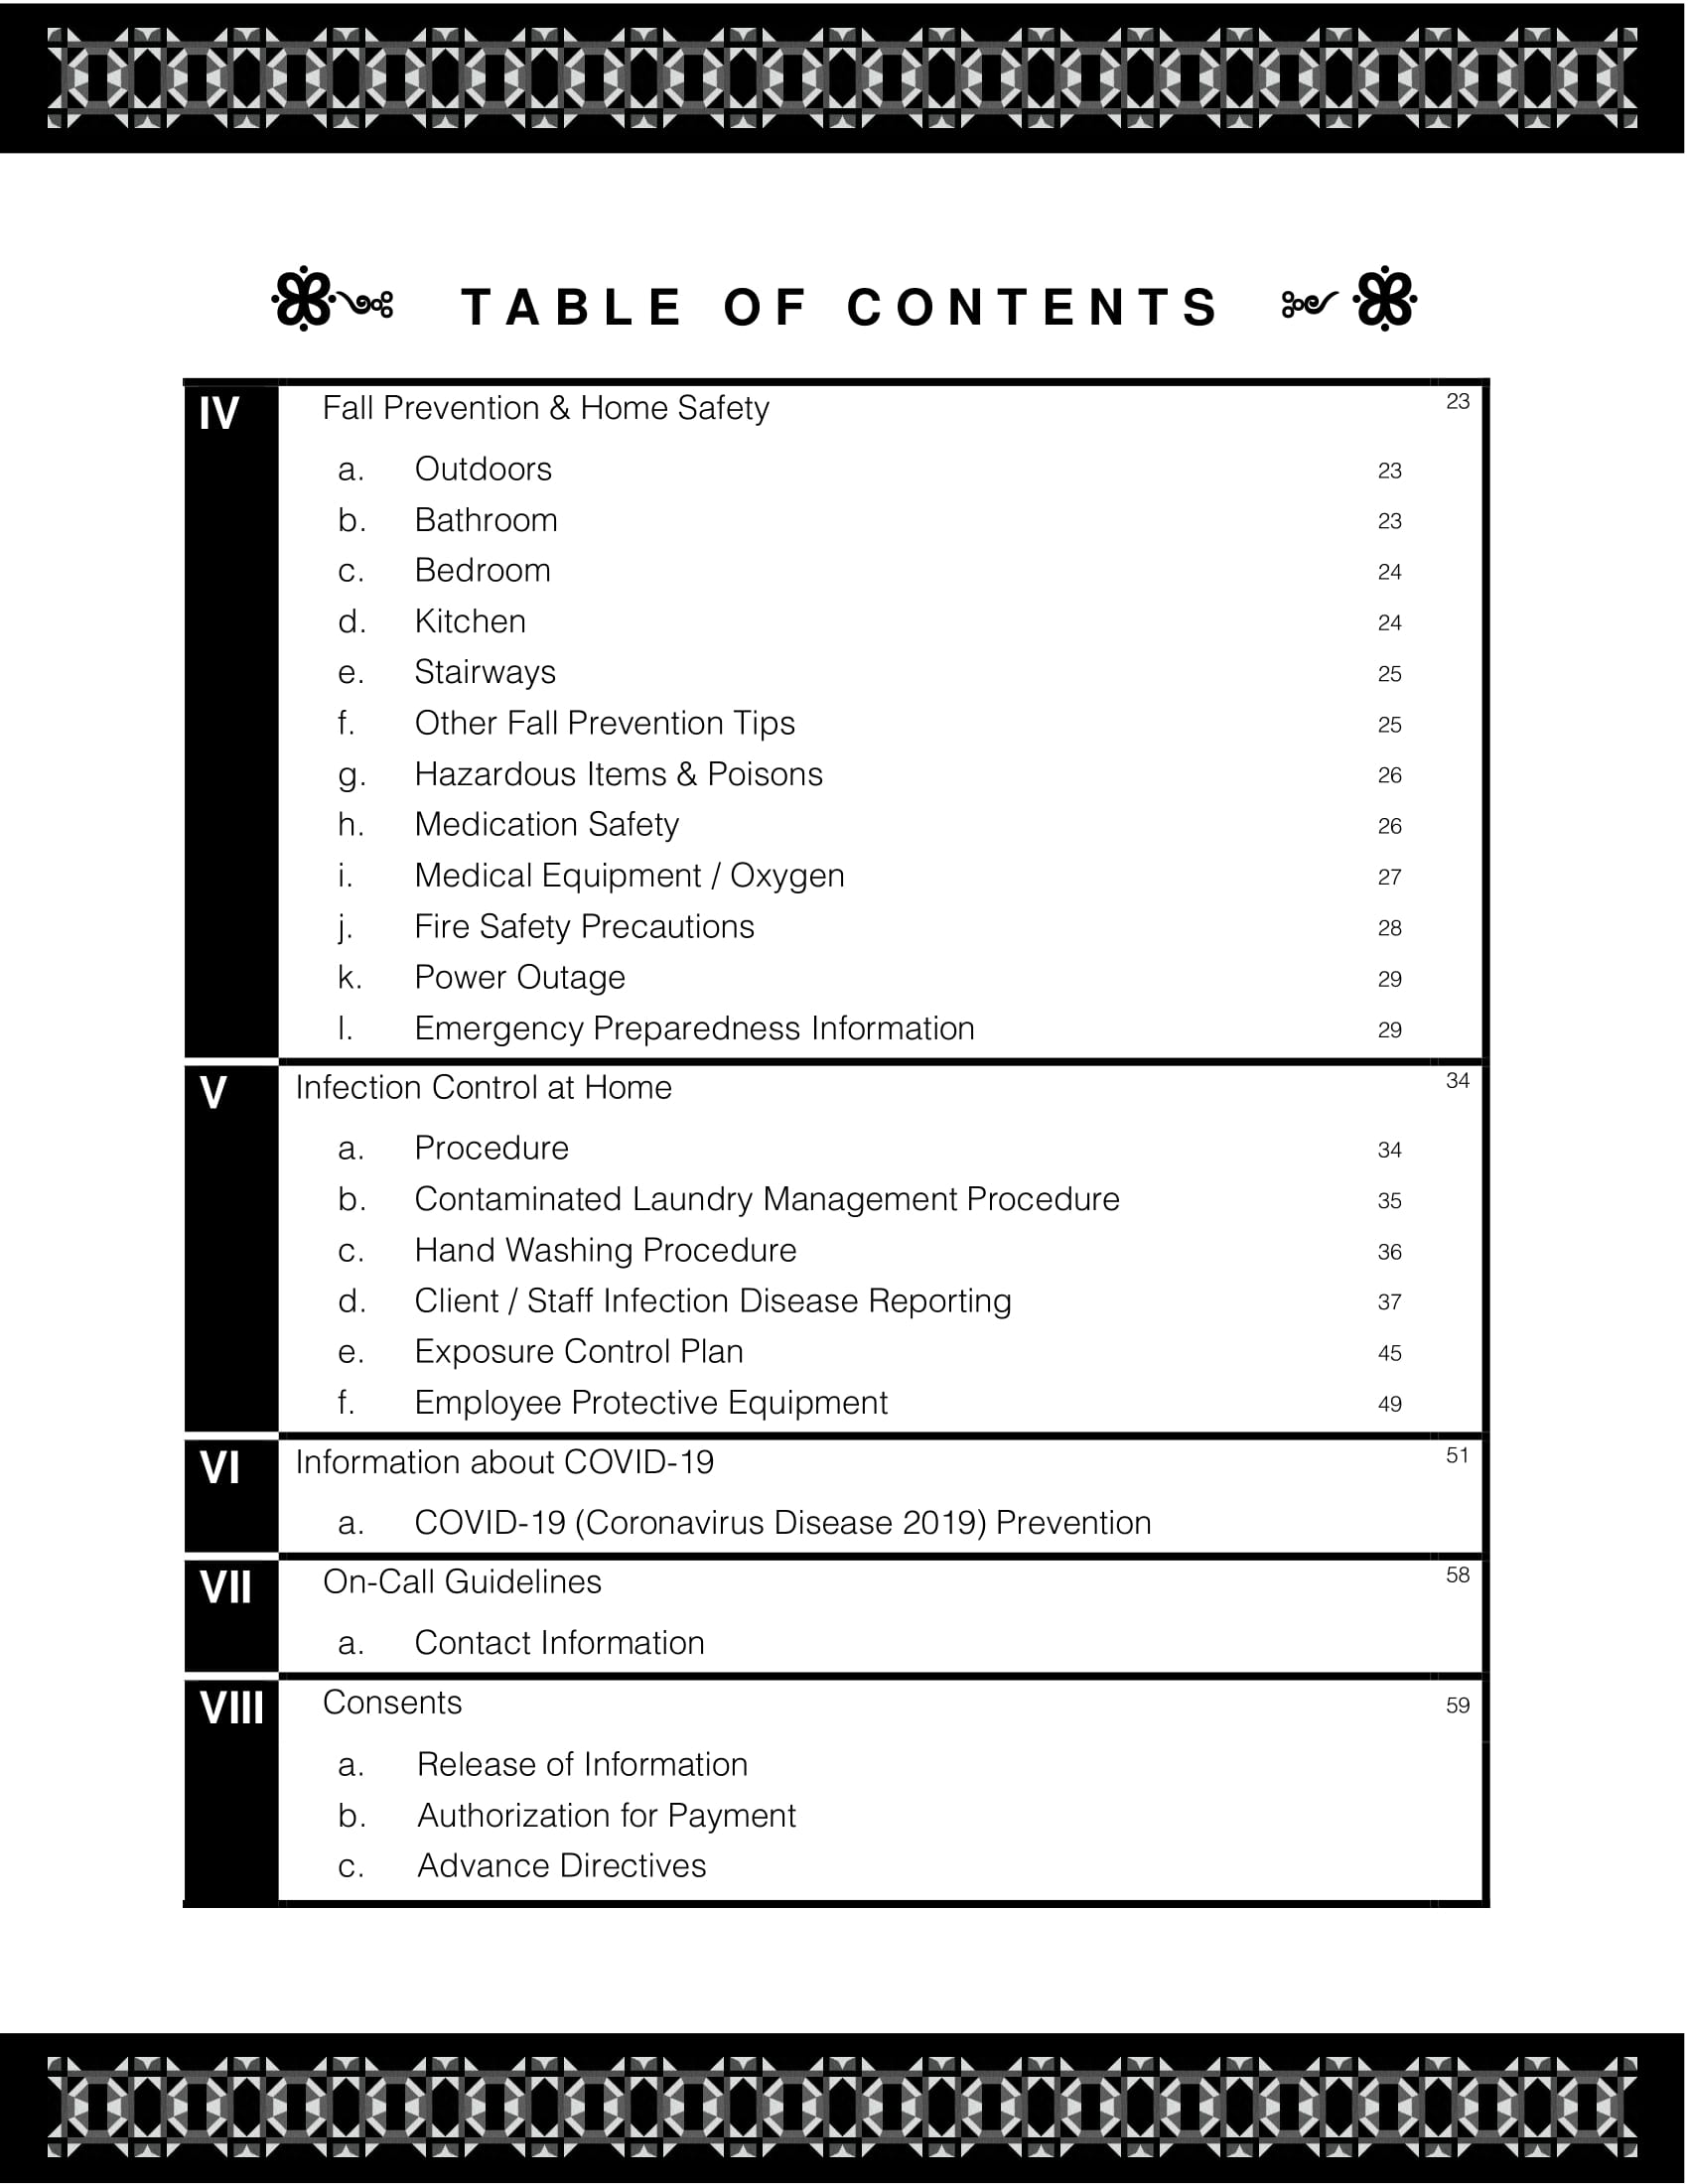 TABLE OF CONTENTS
IV Fall Prevention & Home Safety 23
a. Outdoors 23
b. Bathroom 23
c. Bedroom 24
d. Kitchen 24
e. Stairways 25
f. Other Fall Prevention Tips 25
g. Hazardous Items & Poisons 26
h. Medication Safety 26
i. Medical Equipment / Oxygen 27
j. Fire Safety Precautions 28
k. Power Outage 29
l. Emergency Preparedness Information 29
V Infection Control at Home 34
a. Procedure 34
b. Contaminated Laundry Management Procedure 35
c. Hand Washing Procedure 36
d. Client / Staff Infection Disease Reporting 37
e. Exposure Control Plan 45
f. Employee Protective Equipment 49
VI Information about COVID-19 51
a. COVID-19 (Coronavirus Disease 2019) Prevention
VII On-Call Guidelines 58
a. Contact Information
VIII Consents 59
a. Release of Information
b. Authorization for Payment
c. Advance Directives